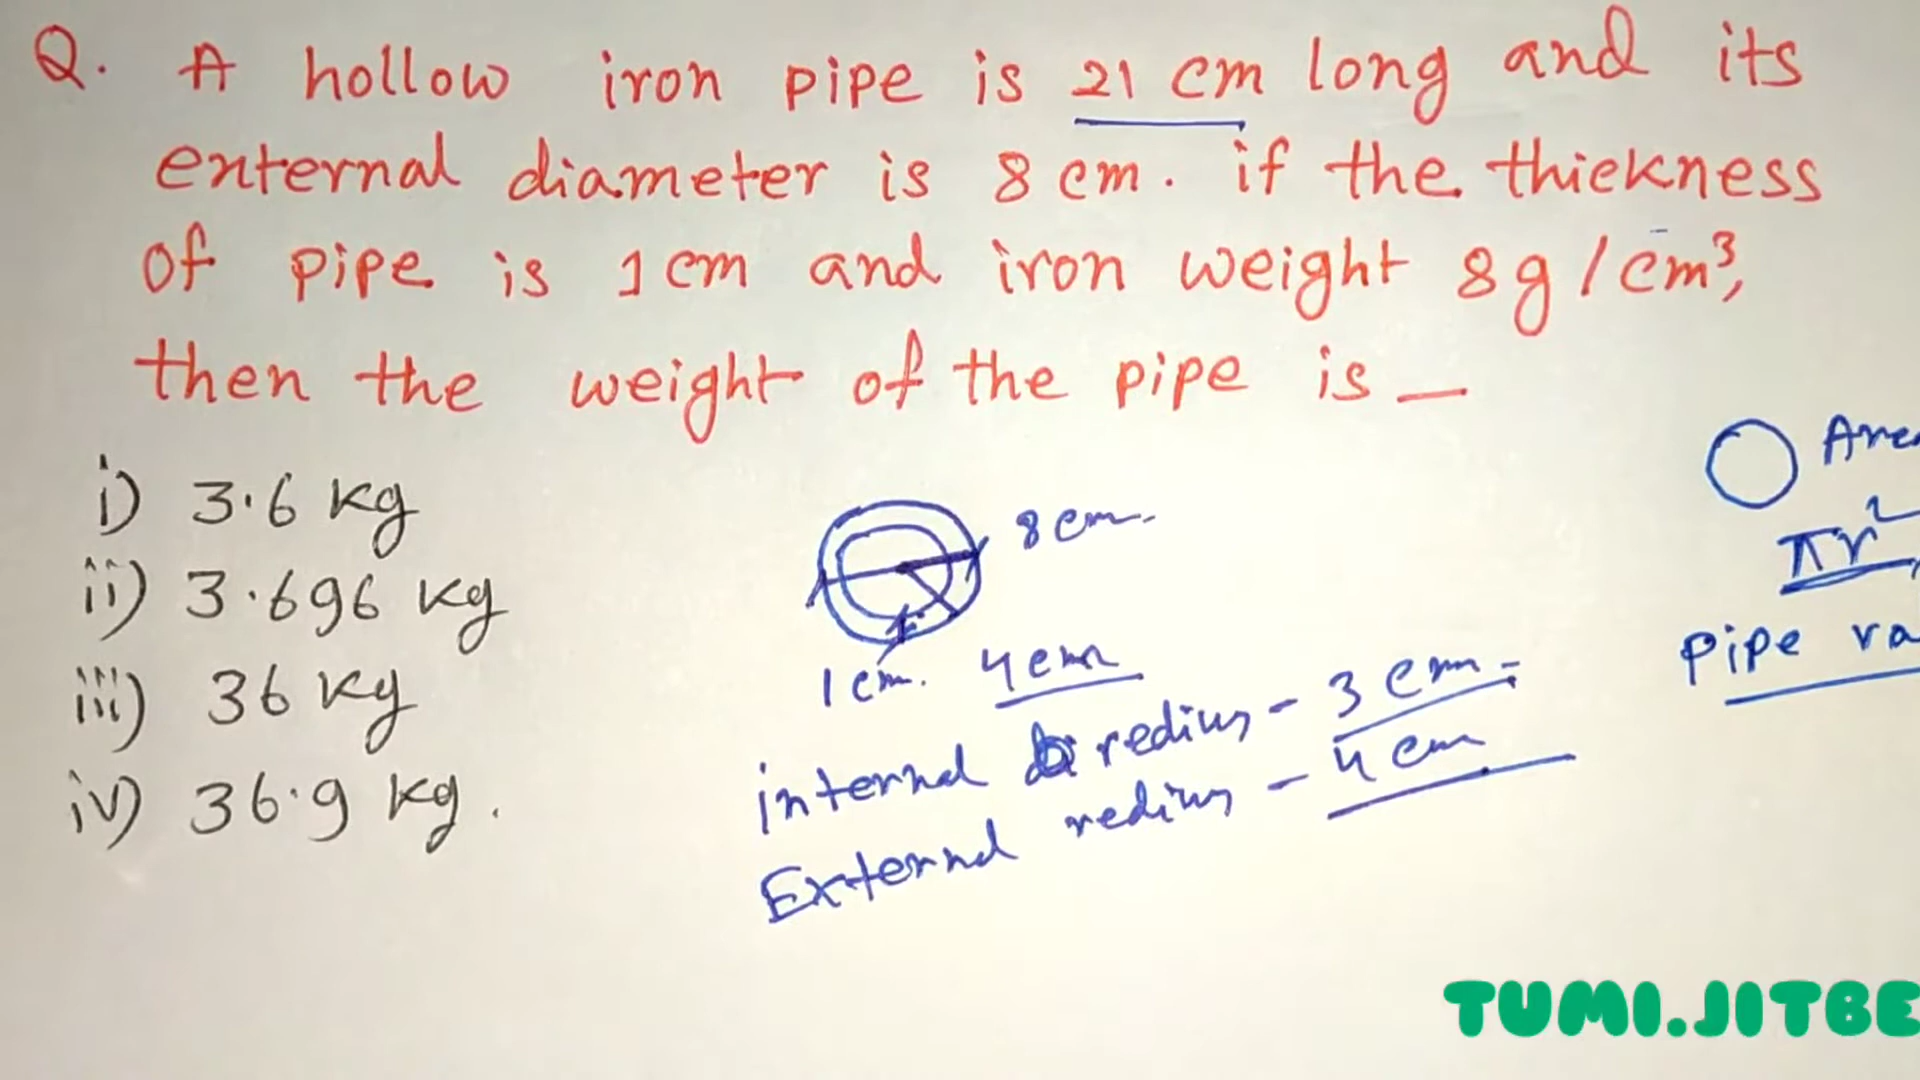 Q. A hollow iron pipe is 21 cm long and its
external diameter is 8 cm. if the thickness
of pipe is 1 cm and iron weight 8g/cm³,
then the weight of the pipe is —
i) 3.6 kg
ii) 3.696 kg
iii) 36 kg
iv) 36.9 kg.
8 cm.
1 cm.
4 cm
internal redius - 3 cm -
External redius - 4 cm
πr²
pipe
TUMI.JITBE